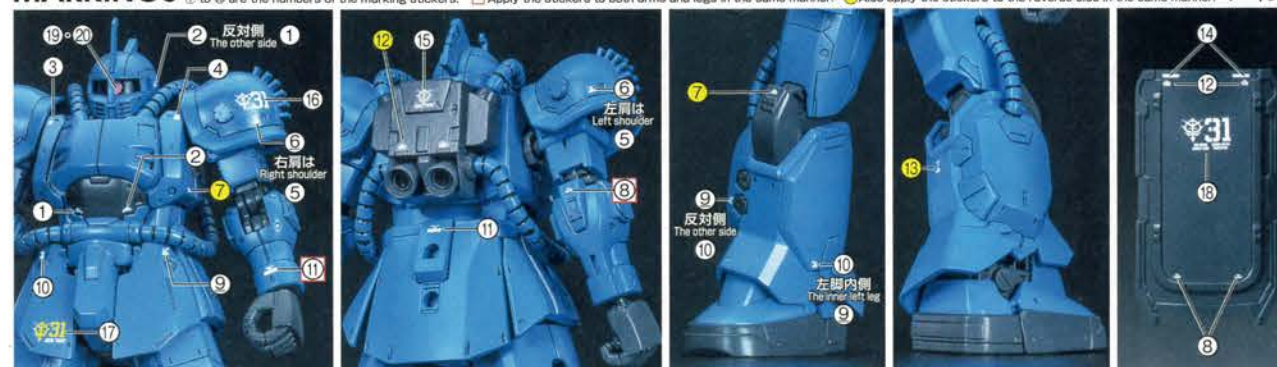 ① to ⑳ are the numbers of the marking stickers. Apply the stickers to both arms and legs in the same manner. Also apply the stickers to the reverse side in the same manner.
⑲ ⑳
② 反対側 ①
The other side
③
④
31
⑯
⑥
②
右肩は
Right shoulder
⑤
⑦
①
⑪
⑩
⑨
31
⑰
⑫
⑮
⑥
左肩は
Left shoulder
⑤
⑧
⑪
⑦
⑨
反対側
The other side
⑩
⑩
左脚内側
The inner left leg
⑨
⑬
⑭
⑫
31
⑱
⑧